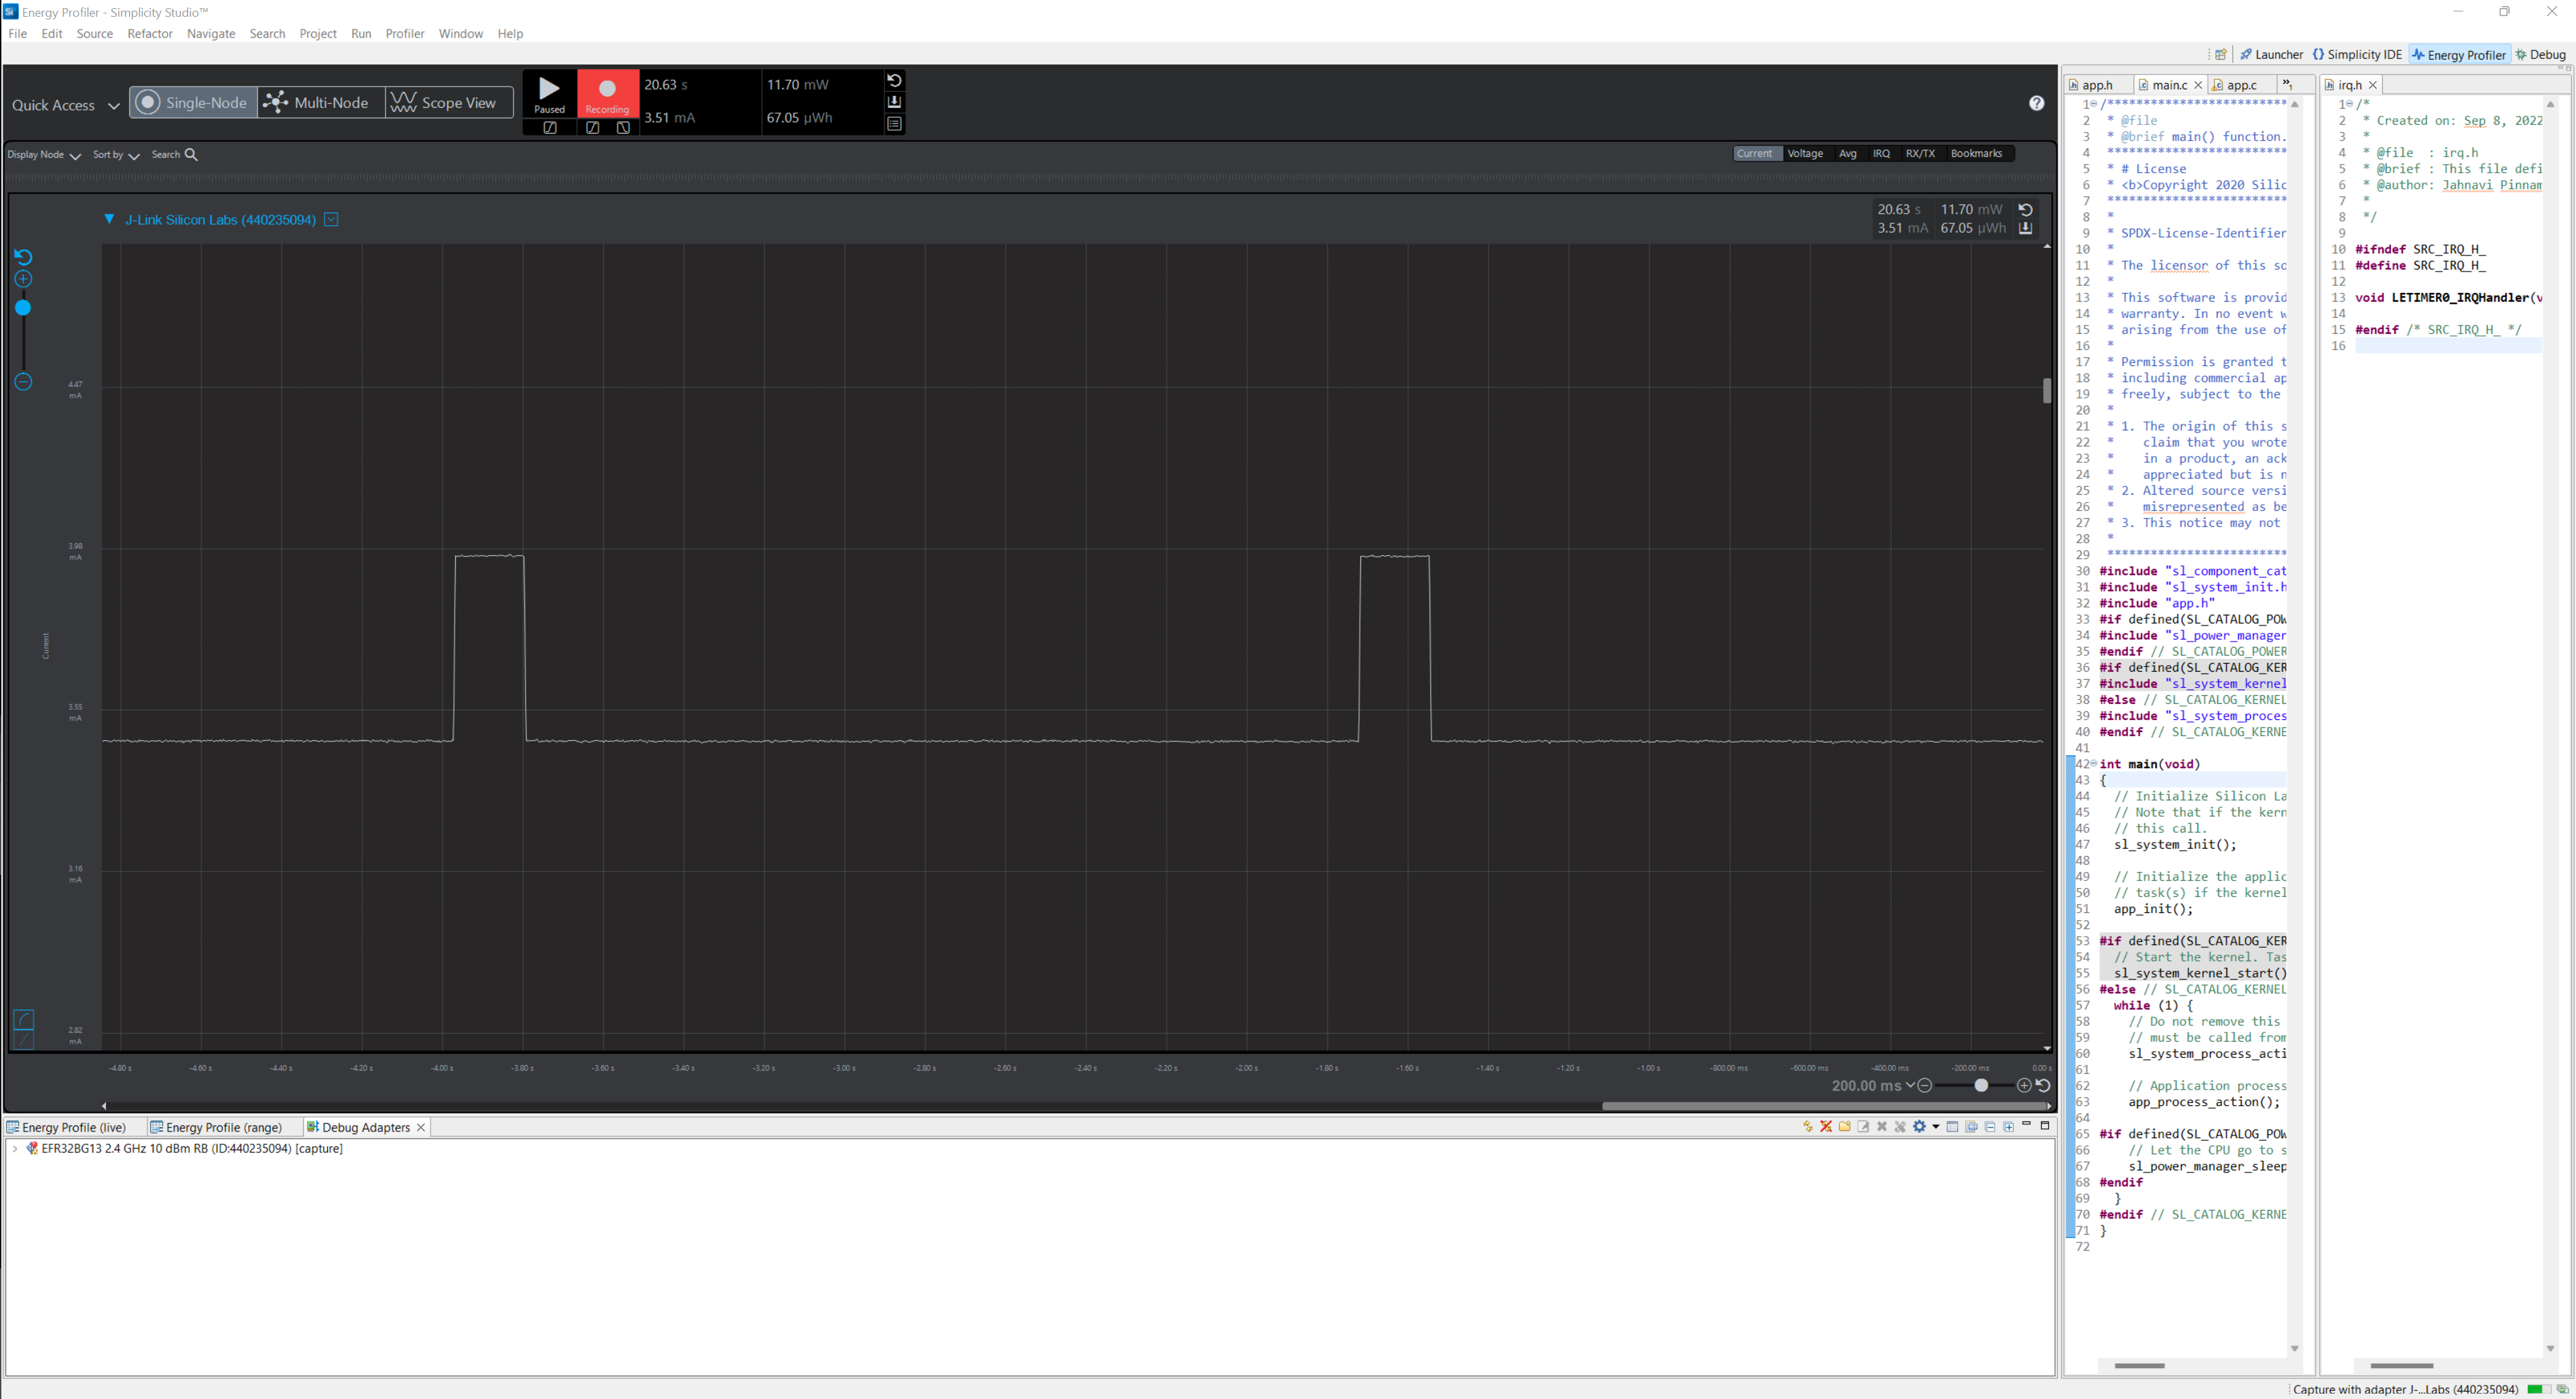 Energy Profiler - Simplicity Studio™
File Edit Source Refactor Navigate Search Project Run Profiler Window Help
Launcher Simplicity IDE Energy Profiler Debug
Quick Access Single-Node Multi-Node Scope View
Paused Recording
20.63 s 11.70 mW
3.51 mA 67.05 µWh
Display Node Sort by Search
Current Voltage Avg IRQ RX/TX Bookmarks
J-Link Silicon Labs (440235094)
20.63 s 11.70 mW
3.51 mA 67.05 µWh
4.47
mA
3.98
mA
Current
3.55
mA
3.16
mA
2.82
mA
-4.80 s -4.60 s -4.40 s -4.20 s -4.00 s -3.80 s -3.60 s -3.40 s -3.20 s -3.00 s -2.80 s -2.60 s -2.40 s -2.20 s -2.00 s -1.80 s -1.60 s -1.40 s -1.20 s -1.00 s -800.00 ms -600.00 ms -400.00 ms -200.00 ms 0.00 s
200.00 ms
Energy Profile (live) Energy Profile (range) Debug Adapters
EFR32BG13 2.4 GHz 10 dBm RB (ID:440235094) [capture]
app.h main.c app.c
1 /*************************
2 * @file
3 * @brief main() function.
4 *************************
5 * # License
6 * <b>Copyright 2020 Silic
7 *************************
8 *
9 * SPDX-License-Identifier
10 *
11 * The licensor of this so
12 *
13 * This software is provid
14 * warranty. In no event w
15 * arising from the use of
16 *
17 * Permission is granted t
18 * including commercial ap
19 * freely, subject to the
20 *
21 * 1. The origin of this s
22 * claim that you wrote
23 * in a product, an ack
24 * appreciated but is n
25 * 2. Altered source versi
26 * misrepresented as be
27 * 3. This notice may not
28 *
29 *************************
30 #include "sl_component_cat
31 #include "sl_system_init.h
32 #include "app.h"
33 #if defined(SL_CATALOG_POW
34 #include "sl_power_manager
35 #endif // SL_CATALOG_POWER
36 #if defined(SL_CATALOG_KER
37 #include "sl_system_kernel
38 #else // SL_CATALOG_KERNEL
39 #include "sl_system_proces
40 #endif // SL_CATALOG_KERNE
41
42 int main(void)
43 {
44 // Initialize Silicon La
45 // Note that if the kern
46 // this call.
47 sl_system_init();
48
49 // Initialize the applic
50 // task(s) if the kernel
51 app_init();
52
53 #if defined(SL_CATALOG_KER
54 // Start the kernel. Tas
55 sl_system_kernel_start()
56 #else // SL_CATALOG_KERNEL
57 while (1) {
58 // Do not remove this
59 // must be called from
60 sl_system_process_acti
61
62 // Application process
63 app_process_action();
64
65 #if defined(SL_CATALOG_POW
66 // Let the CPU go to s
67 sl_power_manager_sleep
68 #endif
69 }
70 #endif // SL_CATALOG_KERNE
71 }
72
irq.h
1 /*
2 * Created on: Sep 8, 2022
3 *
4 * @file : irq.h
5 * @brief : This file defi
6 * @author: Jahnavi Pinnam
7 *
8 */
9
10 #ifndef SRC_IRQ_H_
11 #define SRC_IRQ_H_
12
13 void LETIMER0_IRQHandler(v
14
15 #endif /* SRC_IRQ_H_ */
16
Capture with adapter J-...Labs (440235094)